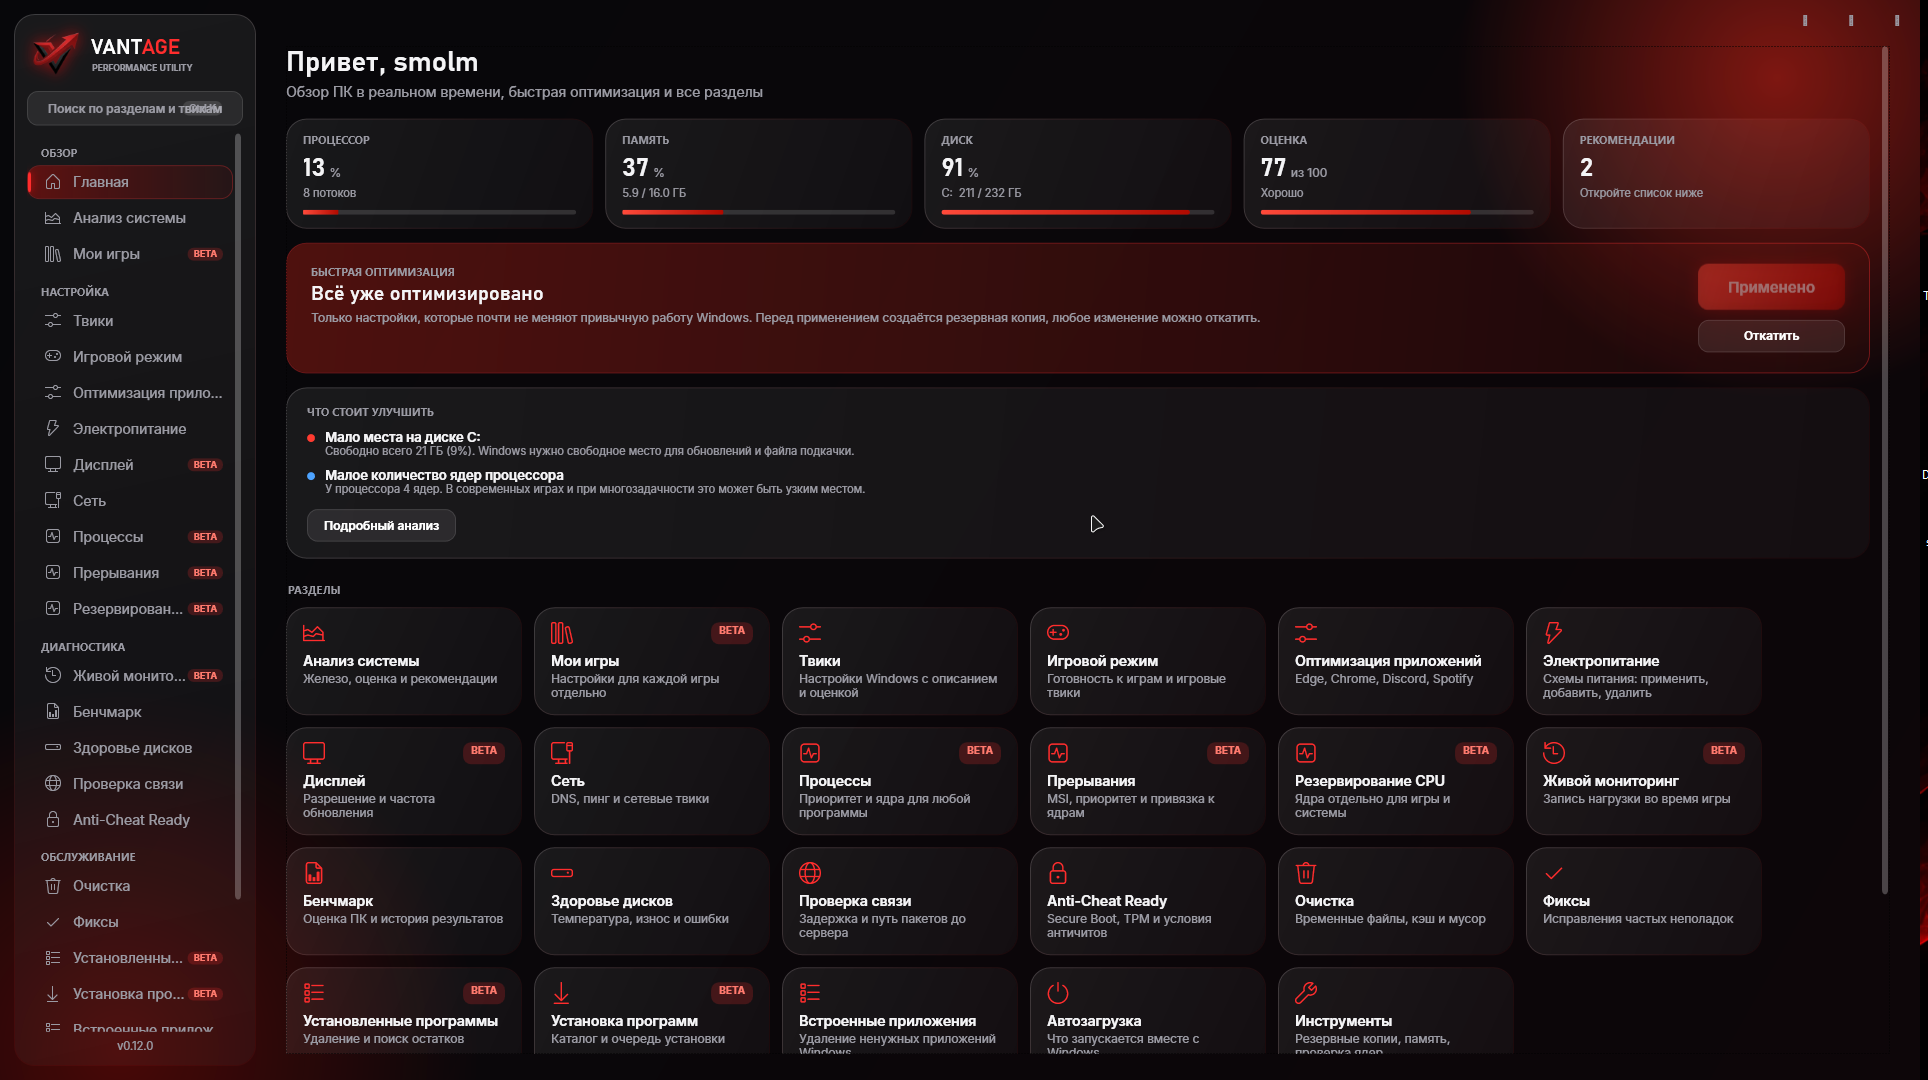 VANTAGE
PERFORMANCE UTILITY
Поиск по разделам и твикам
ОБЗОР
Главная
Анализ системы
Мои игры BETA
НАСТРОЙКА
Твики
Игровой режим
Оптимизация прило...
Электропитание
Дисплей BETA
Сеть
Процессы BETA
Прерывания BETA
Резервирован... BETA
ДИАГНОСТИКА
Живой монито... BETA
Бенчмарк
Здоровье дисков
Проверка связи
Anti-Cheat Ready
ОБСЛУЖИВАНИЕ
Очистка
Фиксы
Установленны... BETA
Установка про... BETA
Встроенные прилож
v0.12.0
Привет, smolm
Обзор ПК в реальном времени, быстрая оптимизация и все разделы
ПРОЦЕССОР
13 %
8 потоков
ПАМЯТЬ
37 %
5.9 / 16.0 ГБ
ДИСК
91 %
C: 211 / 232 ГБ
ОЦЕНКА
77 из 100
Хорошо
РЕКОМЕНДАЦИИ
2
Откройте список ниже
БЫСТРАЯ ОПТИМИЗАЦИЯ
Всё уже оптимизировано
Только настройки, которые почти не меняют привычную работу Windows. Перед применением создаётся резервная копия, любое изменение можно откатить.
Применено
Откатить
ЧТО СТОИТ УЛУЧШИТЬ
Мало места на диске C:
Свободно всего 21 ГБ (9%). Windows нужно свободное место для обновлений и файла подкачки.
Малое количество ядер процессора
У процессора 4 ядер. В современных играх и при многозадачности это может быть узким местом.
Подробный анализ
РАЗДЕЛЫ
Анализ системы
Железо, оценка и рекомендации
BETA
Мои игры
Настройки для каждой игры
отдельно
Твики
Настройки Windows с описанием
и оценкой
Игровой режим
Готовность к играм и игровые
твики
Оптимизация приложений
Edge, Chrome, Discord, Spotify
Электропитание
Схемы питания: применить,
добавить, удалить
BETA
Дисплей
Разрешение и частота
обновления
Сеть
DNS, пинг и сетевые твики
BETA
Процессы
Приоритет и ядра для любой
программы
BETA
Прерывания
MSI, приоритет и привязка к
ядрам
BETA
Резервирование CPU
Ядра отдельно для игры и
системы
BETA
Живой мониторинг
Запись нагрузки во время игры
Бенчмарк
Оценка ПК и история результатов
Здоровье дисков
Температура, износ и ошибки
Проверка связи
Задержка и путь пакетов до
сервера
Anti-Cheat Ready
Secure Boot, TPM и условия
античитов
Очистка
Временные файлы, кэш и мусор
Фиксы
Исправления частых неполадок
BETA
Установленные программы
Удаление и поиск остатков
BETA
Установка программ
Каталог и очередь установки
Встроенные приложения
Удаление ненужных приложений
Windows
Автозагрузка
Что запускается вместе с
Windows
Инструменты
Резервные копии, память,
проверка ядер